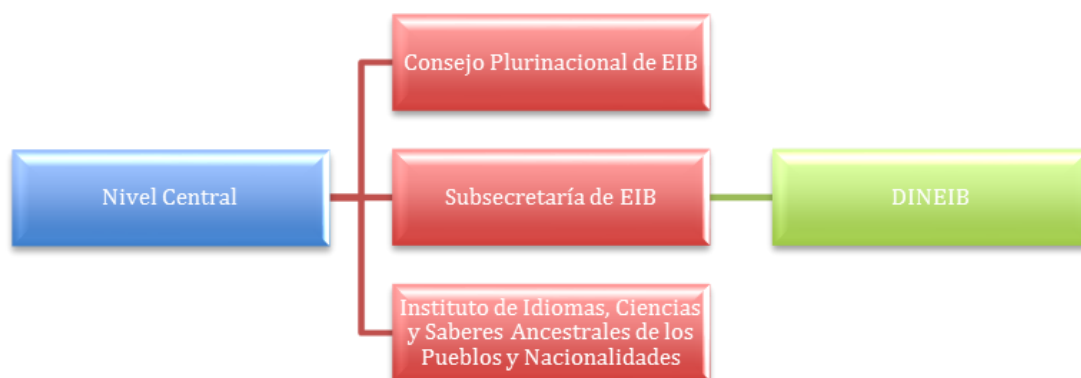 Consejo Plurinacional de EIB
Nivel Central
Subsecretaría de EIB
DINEIB
Instituto de Idiomas, Ciencias
y Saberes Ancestrales de los
Pueblos y Nacionalidades